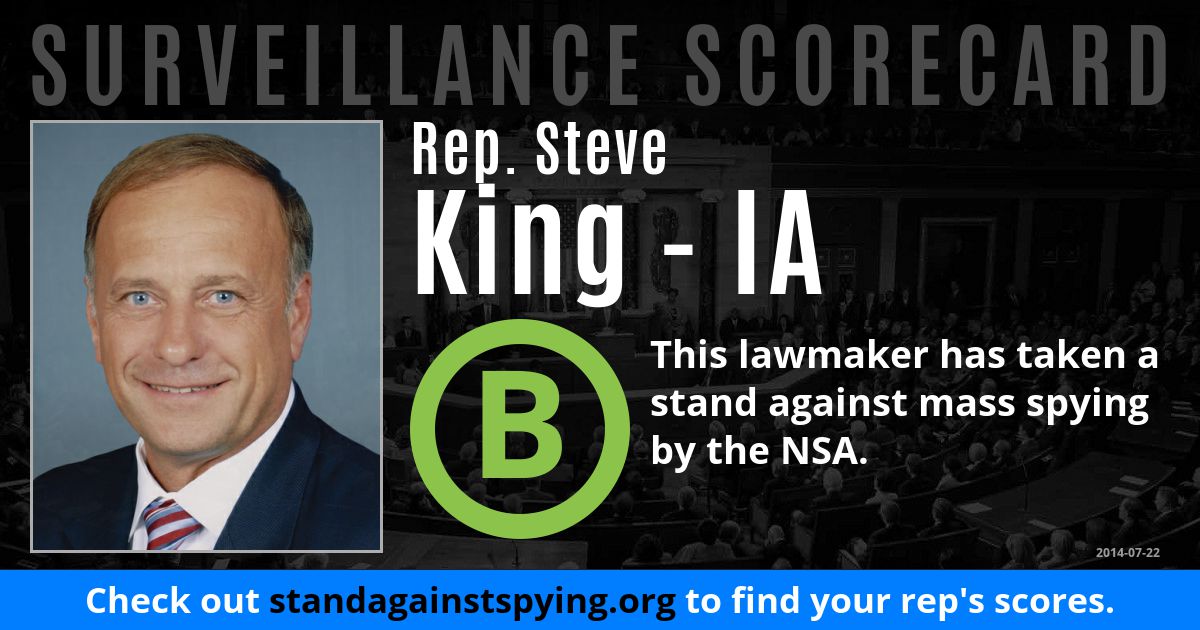 SURVEILLANCE SCORECARD
Rep. Steve
King - IA
B
This lawmaker has taken a
stand against mass spying
by the NSA.
2014-07-22
Check out standagainstspying.org to find your rep's scores.